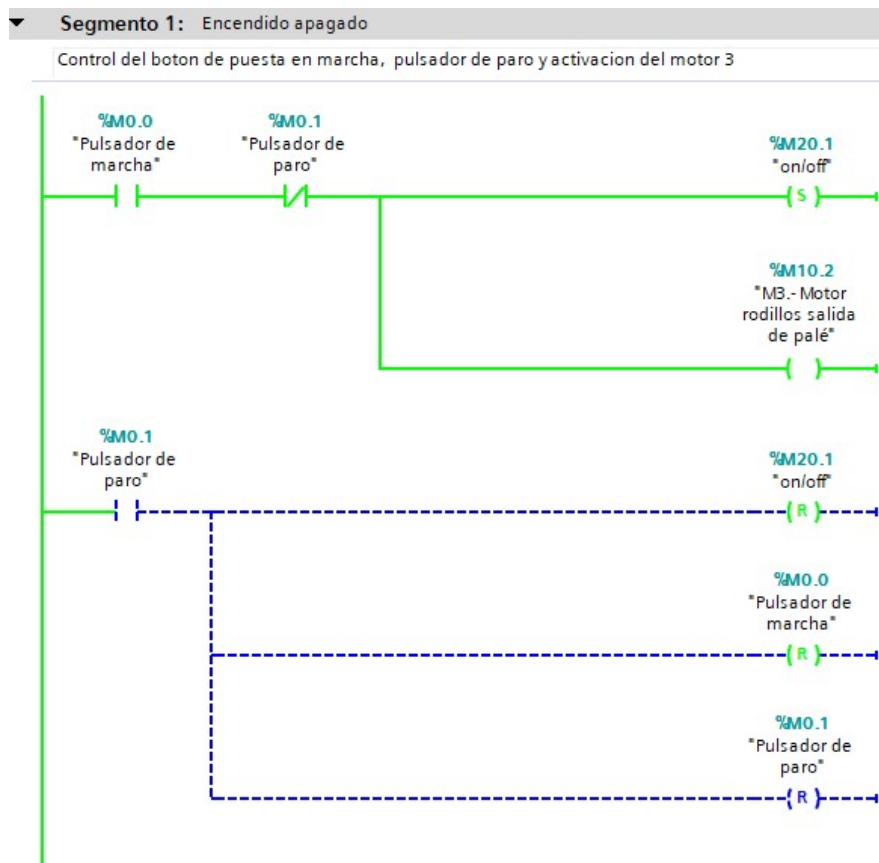 Segmento 1: Encendido apagado
Control del boton de puesta en marcha, pulsador de paro y activacion del motor 3
%M0.0
"Pulsador de
marcha"
%M0.1
"Pulsador de
paro"
%M20.1
"on/off"
S
%M10.2
"M3.- Motor
rodillos salida
de palé"
%M0.1
"Pulsador de
paro"
%M20.1
"on/off"
R
%M0.0
"Pulsador de
marcha"
R
%M0.1
"Pulsador de
paro"
R